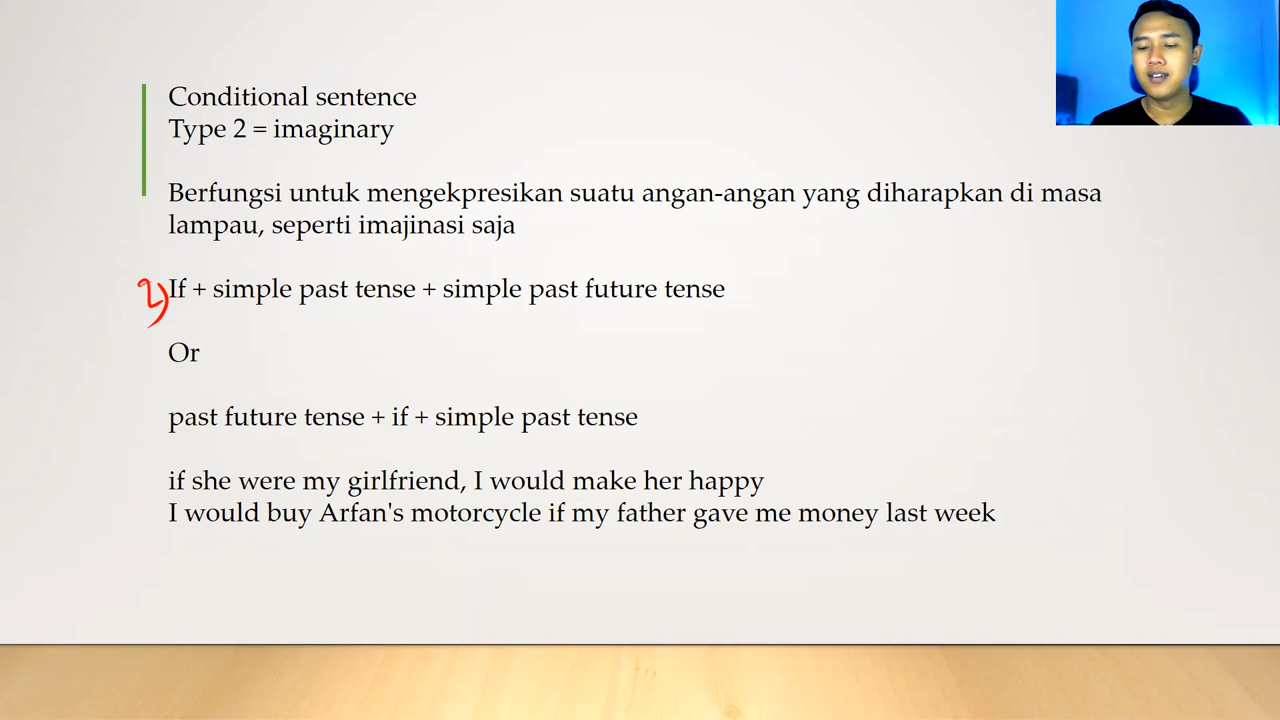 Conditional sentence
Type 2 = imaginary
Berfungsi untuk mengekpresikan suatu angan-angan yang diharapkan di masa
lampau, seperti imajinasi saja
2) If + simple past tense + simple past future tense
Or
past future tense + if + simple past tense
if she were my girlfriend, I would make her happy
I would buy Arfan's motorcycle if my father gave me money last week